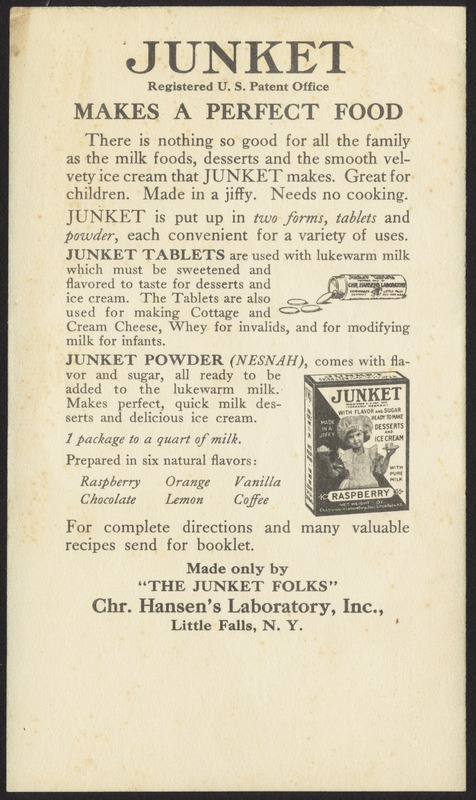 JUNKET
Registered U. S. Patent Office
MAKES A PERFECT FOOD
There is nothing so good for all the family
as the milk foods, desserts and the smooth vel-
vety ice cream that JUNKET makes. Great for
children. Made in a jiffy. Needs no cooking.
JUNKET is put up in two forms, tablets and
powder, each convenient for a variety of uses.
JUNKET TABLETS are used with lukewarm milk
which must be sweetened and
flavored to taste for desserts and
ice cream. The Tablets are also
used for making Cottage and
Cream Cheese, Whey for invalids, and for modifying
milk for infants.
CHR. HANSEN'S LABORATORY
JUNKET POWDER (NESNAH), comes with fla-
vor and sugar, all ready to be
added to the lukewarm milk.
Makes perfect, quick milk des-
serts and delicious ice cream.
1 package to a quart of milk.
Prepared in six natural flavors:
Raspberry Orange Vanilla
Chocolate Lemon Coffee
JUNKET
WITH FLAVOR AND SUGAR
READY TO MAKE
DESSERTS
AND
ICE CREAM
MADE
IN A
JIFFY
WITH
PURE
MILK
RASPBERRY
NET WEIGHT OZ.
For complete directions and many valuable
recipes send for booklet.
Made only by
"THE JUNKET FOLKS"
Chr. Hansen's Laboratory, Inc.,
Little Falls, N. Y.